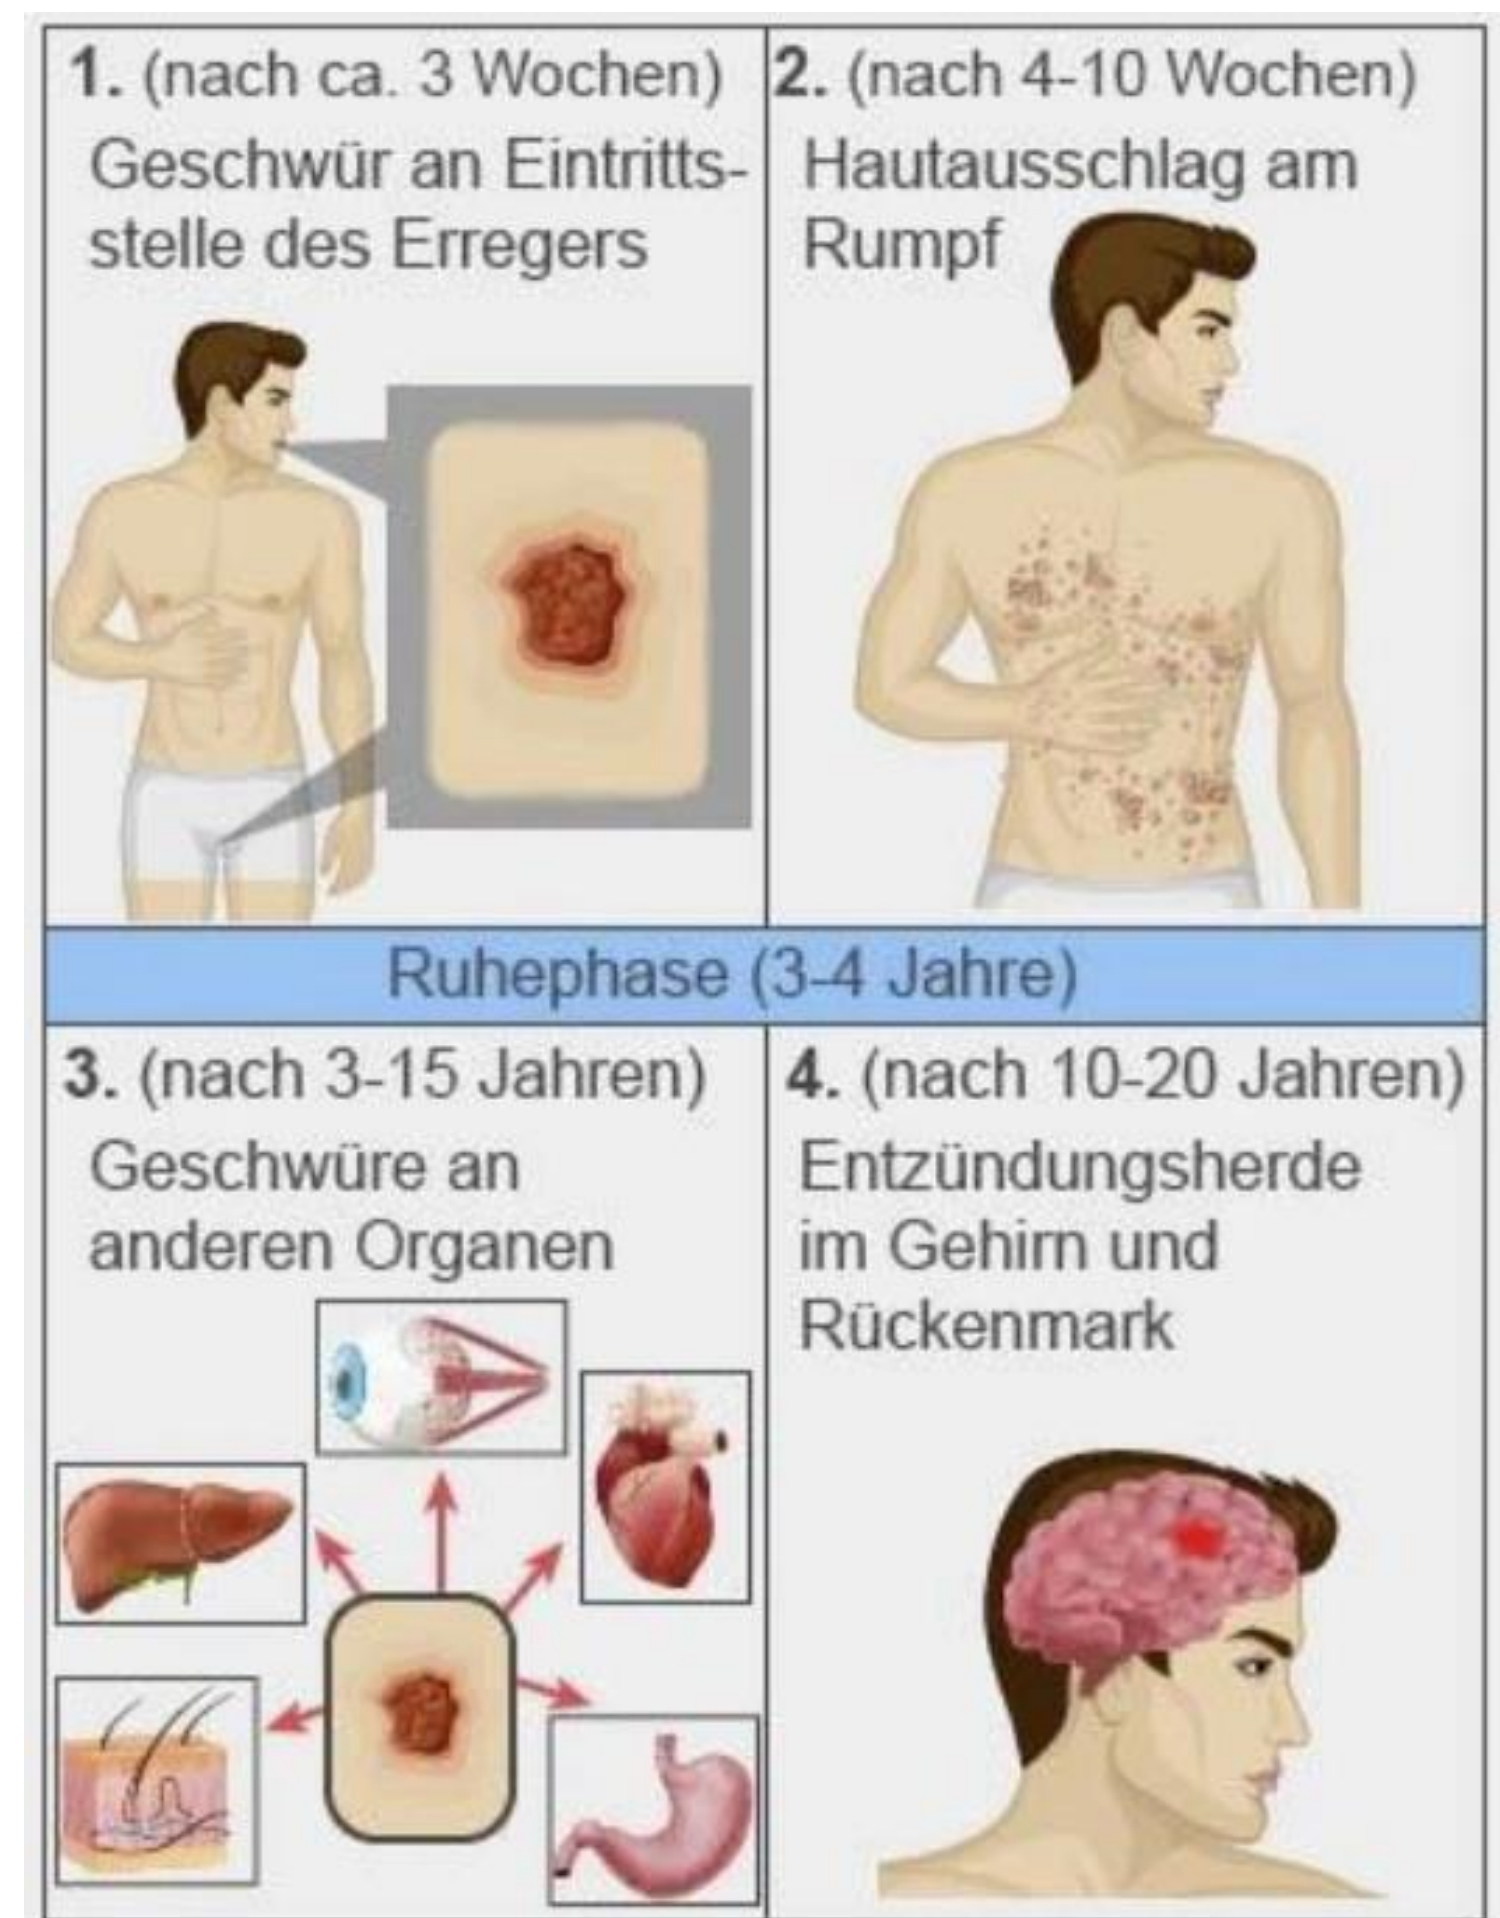 1. (nach ca. 3 Wochen)
Geschwür an Eintritts-
stelle des Erregers
2. (nach 4-10 Wochen)
Hautausschlag am
Rumpf
Ruhephase (3-4 Jahre)
3. (nach 3-15 Jahren)
Geschwüre an
anderen Organen
4. (nach 10-20 Jahren)
Entzündungsherde
im Gehirn und
Rückenmark